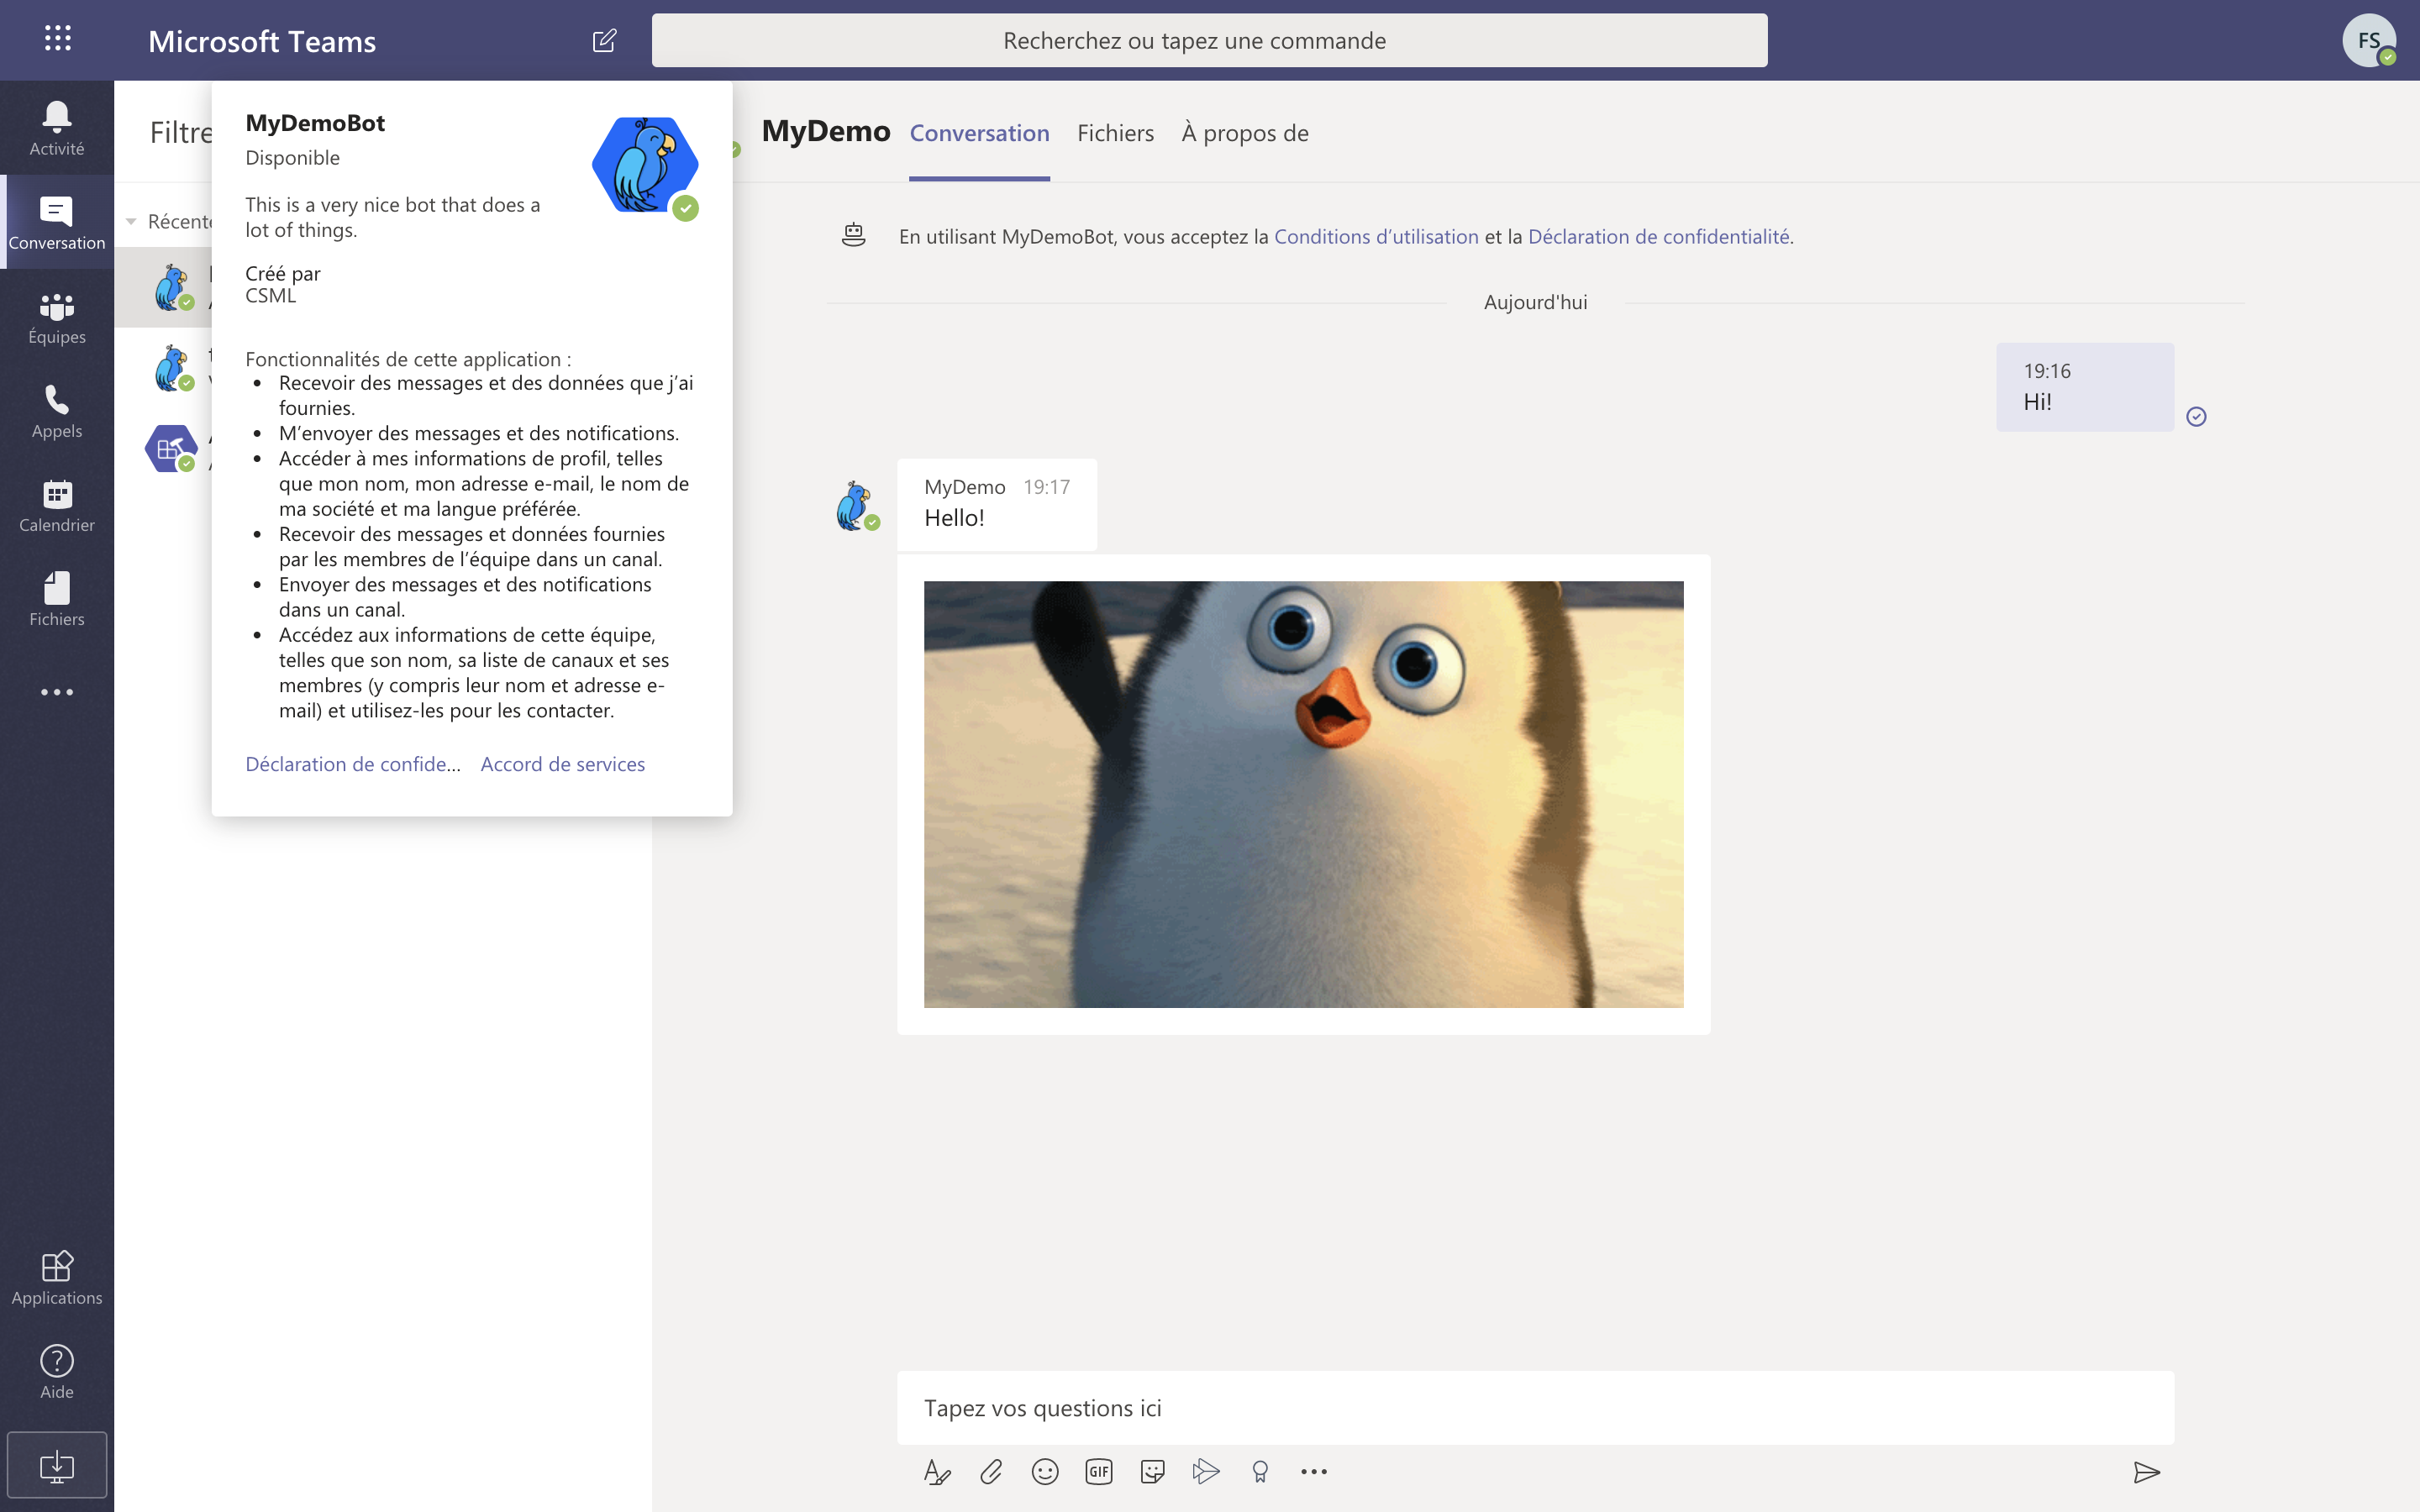 Microsoft Teams
Recherchez ou tapez une commande
FS
Activité
Conversation
Équipes
Appels
Calendrier
Fichiers
Applications
Aide
Filtre
Récente
MyDemoBot
Disponible
This is a very nice bot that does a
lot of things.
Créé par
CSML
Fonctionnalités de cette application :
Recevoir des messages et des données que j’ai
fournies.
M’envoyer des messages et des notifications.
Accéder à mes informations de profil, telles
que mon nom, mon adresse e-mail, le nom de
ma société et ma langue préférée.
Recevoir des messages et données fournies
par les membres de l’équipe dans un canal.
Envoyer des messages et des notifications
dans un canal.
Accédez aux informations de cette équipe,
telles que son nom, sa liste de canaux et ses
membres (y compris leur nom et adresse e-
mail) et utilisez-les pour les contacter.
Déclaration de confide... Accord de services
MyDemo Conversation Fichiers À propos de
En utilisant MyDemoBot, vous acceptez la Conditions d’utilisation et la Déclaration de confidentialité.
Aujourd'hui
19:16
Hi!
MyDemo 19:17
Hello!
Tapez vos questions ici
GIF